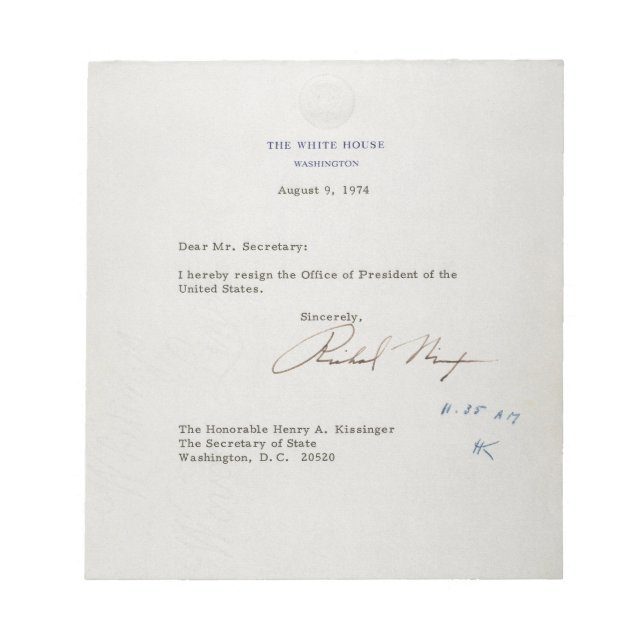 THE WHITE HOUSE
WASHINGTON
August 9, 1974
Dear Mr. Secretary:
I hereby resign the Office of President of the
United States.
Sincerely,
Richard Nixon
11.35 AM
HK
The Honorable Henry A. Kissinger
The Secretary of State
Washington, D. C. 20520